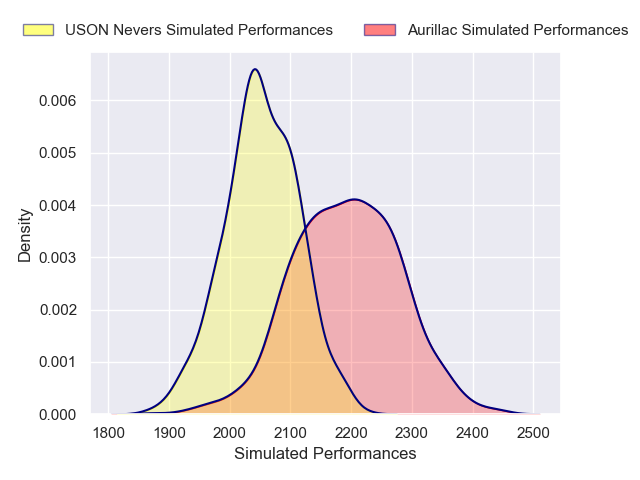 USON Nevers Simulated Performances
Aurillac Simulated Performances
0.006
0.005
0.004
0.003
0.002
0.001
0.000
Density
1800 1900 2000 2100 2200 2300 2400 2500
Simulated Performances